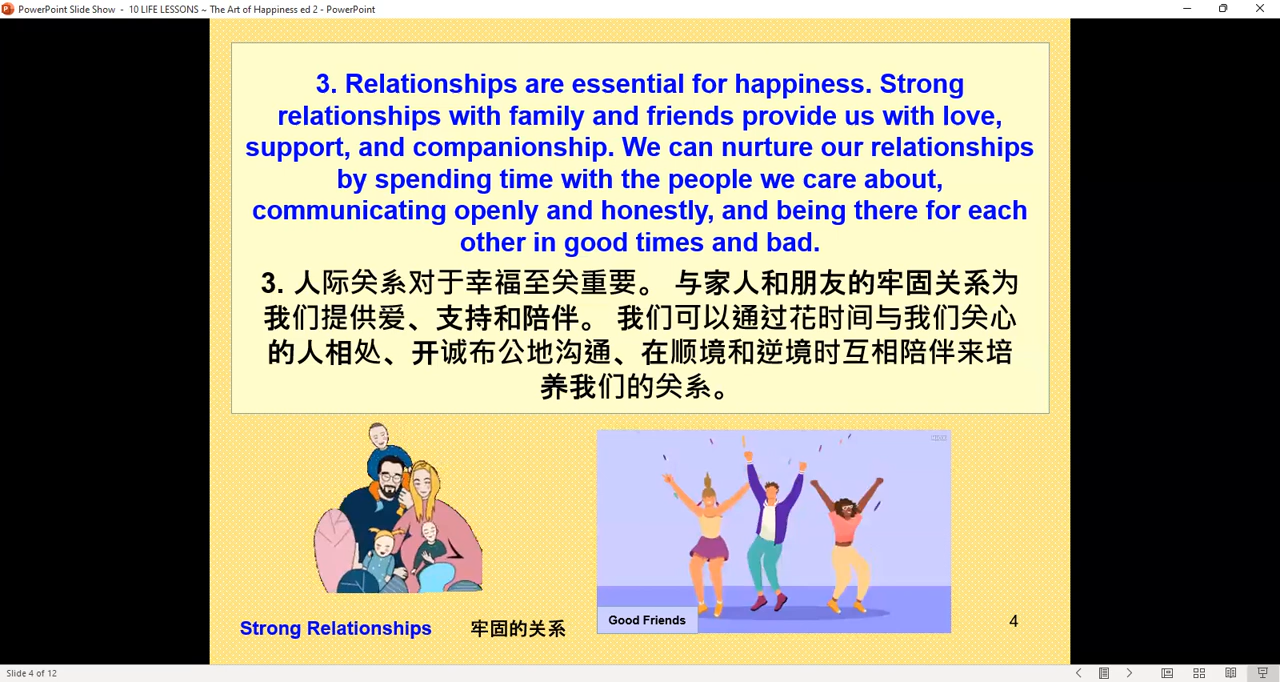 PowerPoint Slide Show - 10 LIFE LESSONS ~ The Art of Happiness ed 2 - PowerPoint
3. Relationships are essential for happiness. Strong
relationships with family and friends provide us with love,
support, and companionship. We can nurture our relationships
by spending time with the people we care about,
communicating openly and honestly, and being there for each
other in good times and bad.
3. 人际关系对于幸福至关重要。 与家人和朋友的牢固关系为
我们提供爱、支持和陪伴。 我们可以通过花时间与我们关心
的人相处、开诚布公地沟通、在顺境和逆境时互相陪伴来培
养我们的关系。
Good Friends
Strong Relationships 牢固的关系
4
Slide 4 of 12